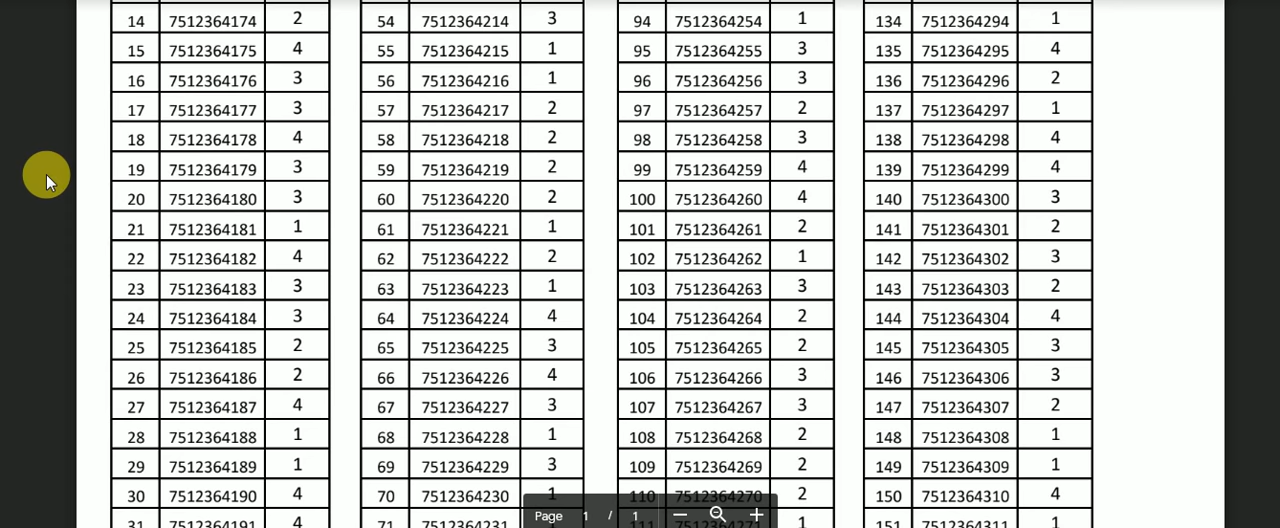 14 7512364174 2 54 7512364214 3 94 7512364254 1 134 7512364294 1
15 7512364175 4 55 7512364215 1 95 7512364255 3 135 7512364295 4
16 7512364176 3 56 7512364216 1 96 7512364256 3 136 7512364296 2
17 7512364177 3 57 7512364217 2 97 7512364257 2 137 7512364297 1
18 7512364178 4 58 7512364218 2 98 7512364258 3 138 7512364298 4
19 7512364179 3 59 7512364219 2 99 7512364259 4 139 7512364299 4
20 7512364180 3 60 7512364220 2 100 7512364260 4 140 7512364300 3
21 7512364181 1 61 7512364221 1 101 7512364261 2 141 7512364301 2
22 7512364182 4 62 7512364222 2 102 7512364262 1 142 7512364302 3
23 7512364183 3 63 7512364223 1 103 7512364263 3 143 7512364303 2
24 7512364184 3 64 7512364224 4 104 7512364264 2 144 7512364304 4
25 7512364185 2 65 7512364225 3 105 7512364265 2 145 7512364305 3
26 7512364186 2 66 7512364226 4 106 7512364266 3 146 7512364306 3
27 7512364187 4 67 7512364227 3 107 7512364267 3 147 7512364307 2
28 7512364188 1 68 7512364228 1 108 7512364268 2 148 7512364308 1
29 7512364189 1 69 7512364229 3 109 7512364269 2 149 7512364309 1
30 7512364190 4 70 7512364230 1 110 7512364270 2 150 7512364310 4
31 7512364191 4 71 7512364231 111 7512364271 1 151 7512364311 1
Page 1 / 1